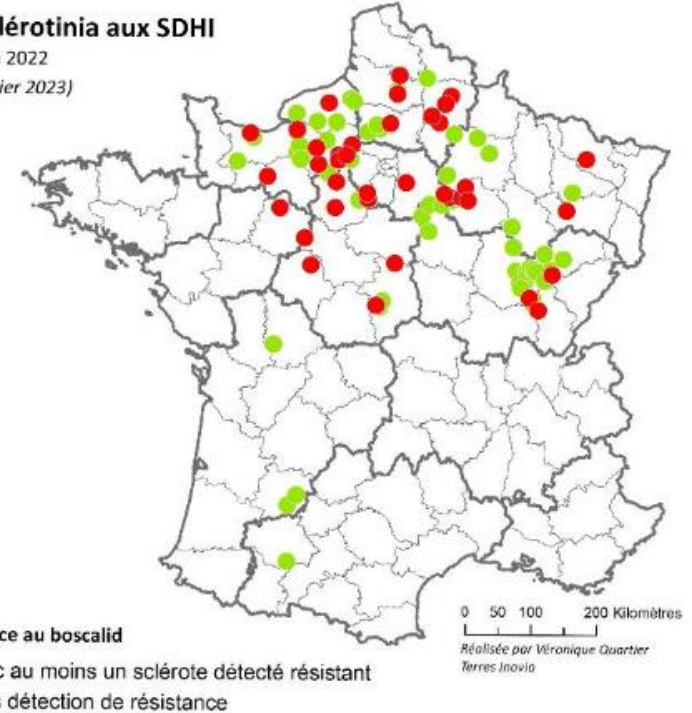 lérotinia aux SDHI
2022
ier 2023)
0 50 100 200 Kilomètres
Réalisée par Véronique Quartier
Terres Inovia
ce au boscalid
c au moins un sclérote détecté résistant
s détection de résistance